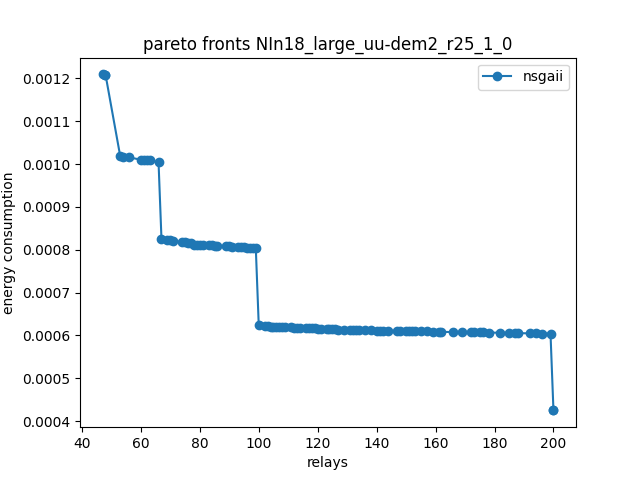 pareto fronts NIn18_large_uu-dem2_r25_1_0
nsgaii
energy consumption
0.0012
0.0011
0.0010
0.0009
0.0008
0.0007
0.0006
0.0005
0.0004
40 60 80 100 120 140 160 180 200
relays